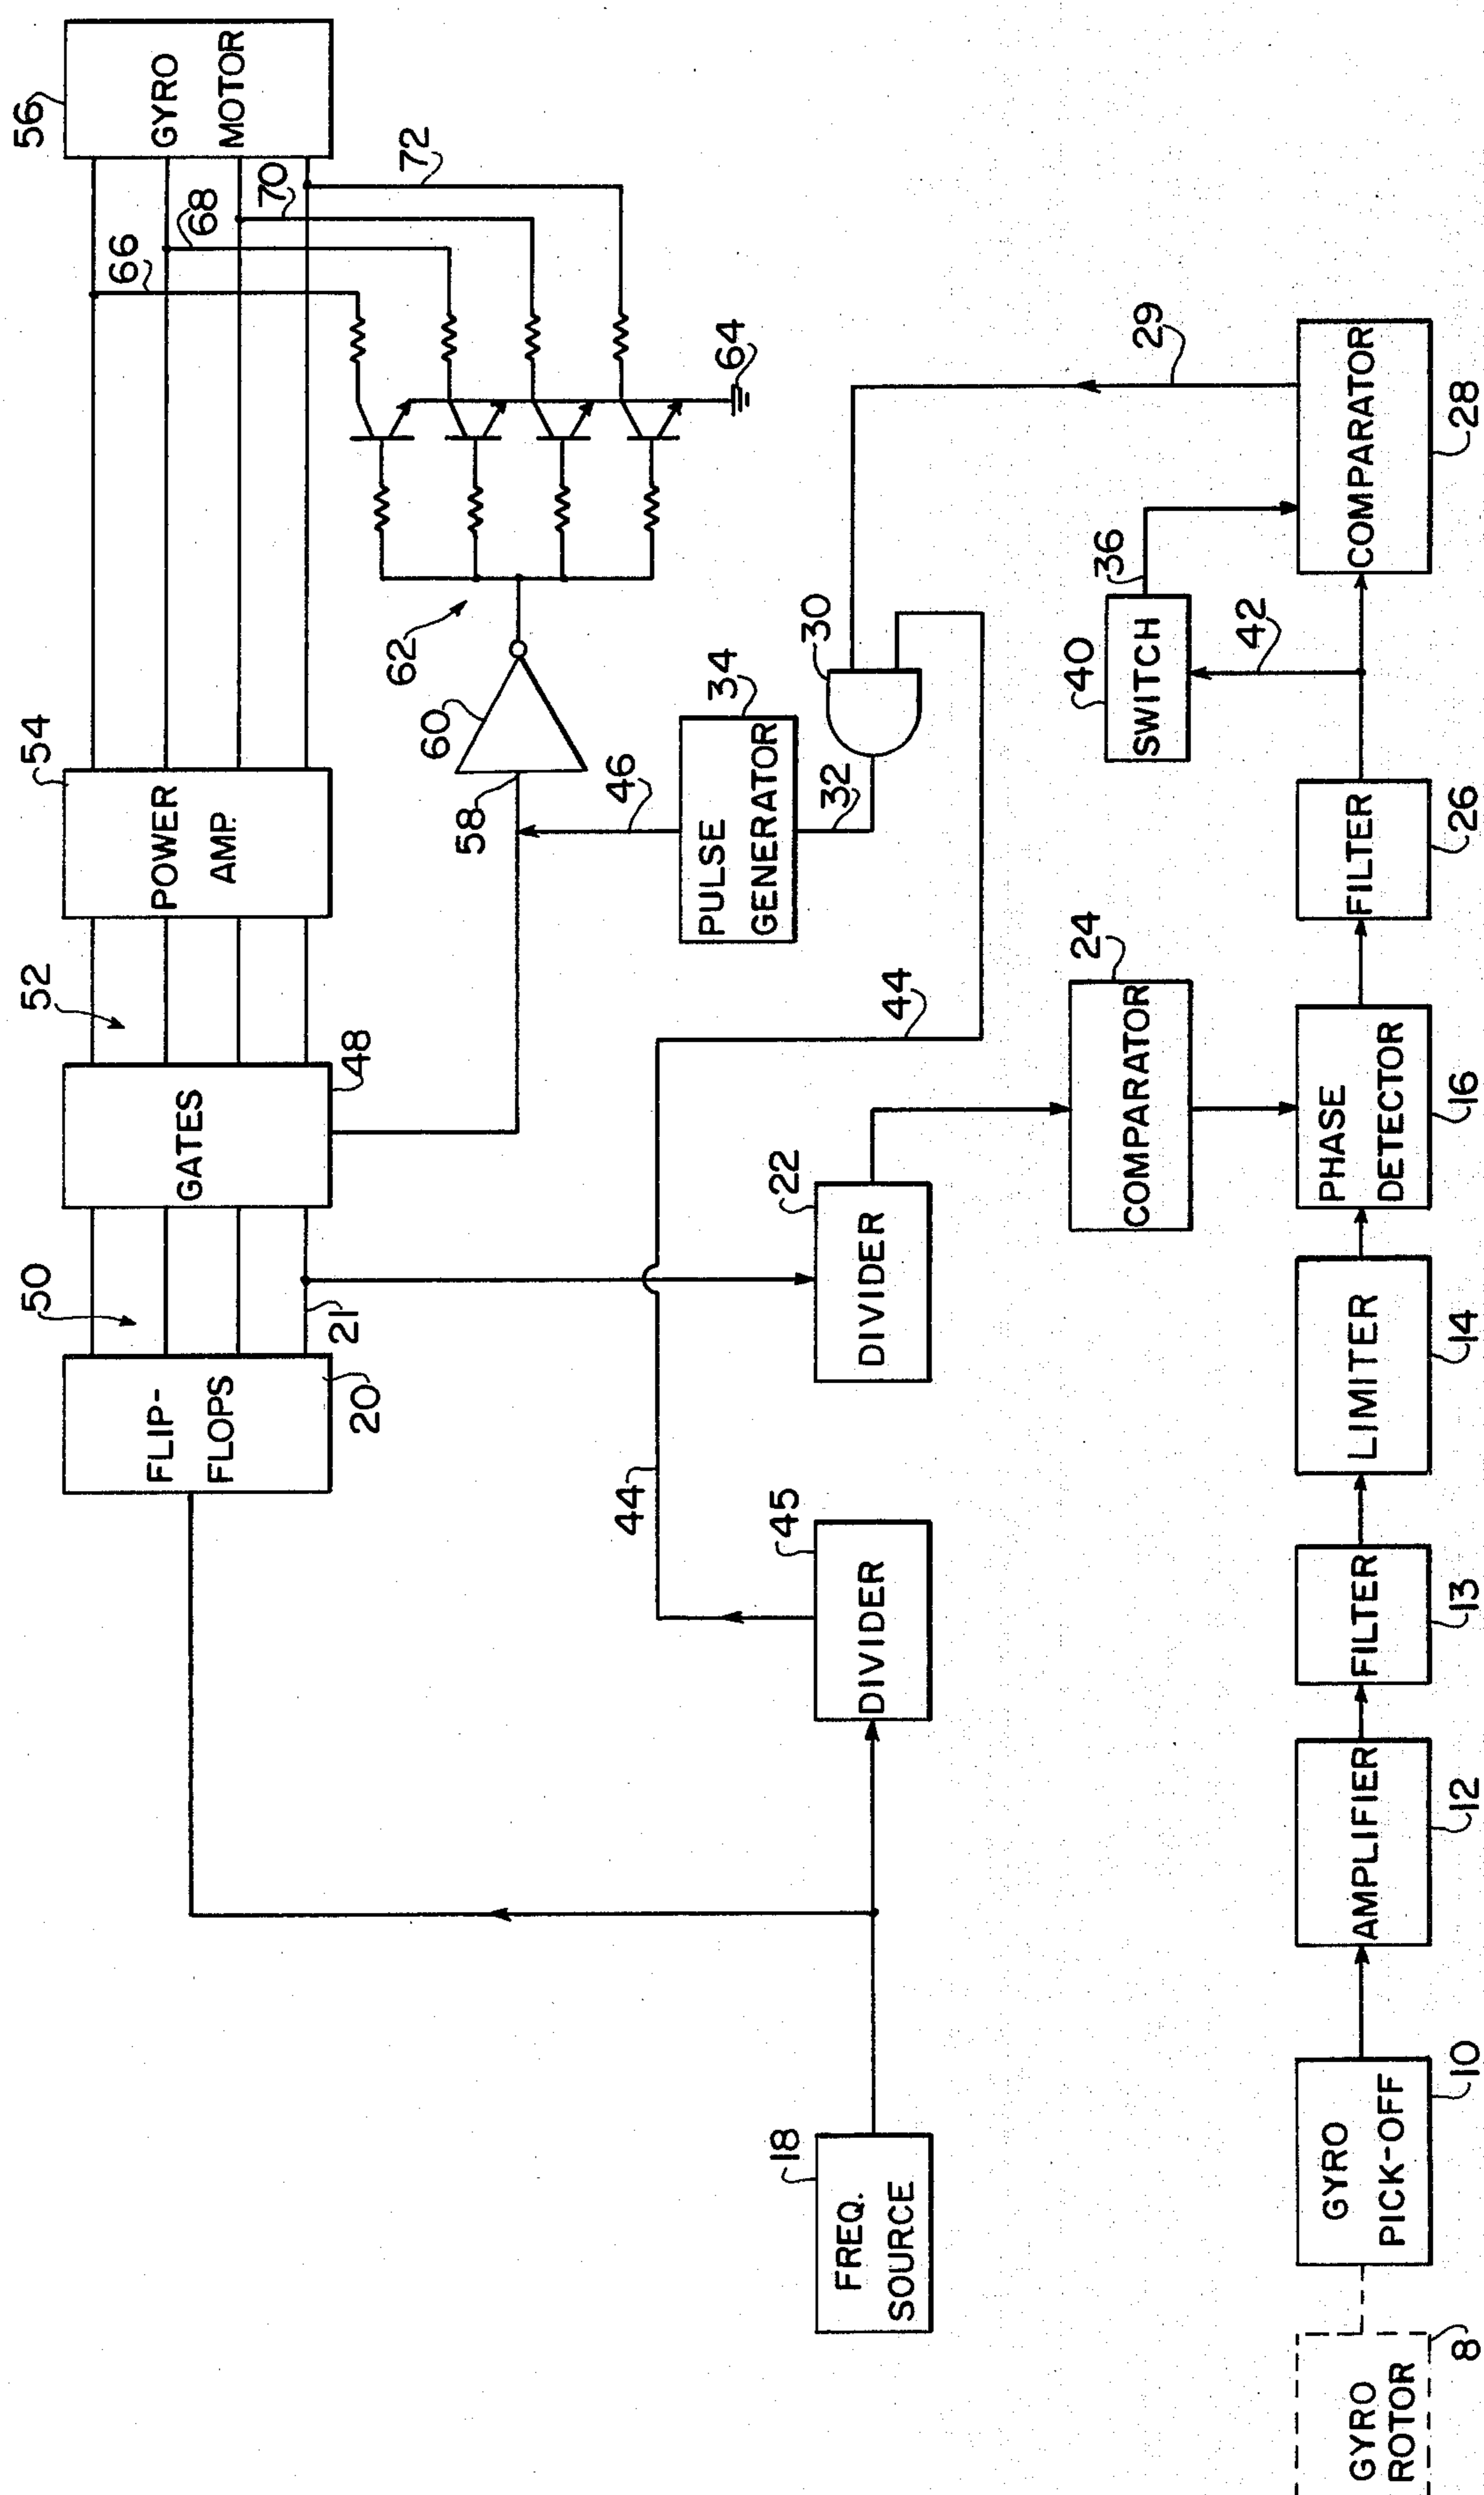 56
GYRO
MOTOR
54
POWER
AMP.
52
GATES
48
50
FLIP-
FLOPS
20
21
66
68
70
72
62
60
58
64
46
34
PULSE
GENERATOR
32
30
29
44
44
22
DIVIDER
45
DIVIDER
18
FREQ.
SOURCE
24
COMPARATOR
40
SWITCH
36
42
GYRO
ROTOR
8
GYRO
PICK-OFF
10
AMPLIFIER
12
FILTER
13
LIMITER
14
PHASE
DETECTOR
16
FILTER
26
COMPARATOR
28